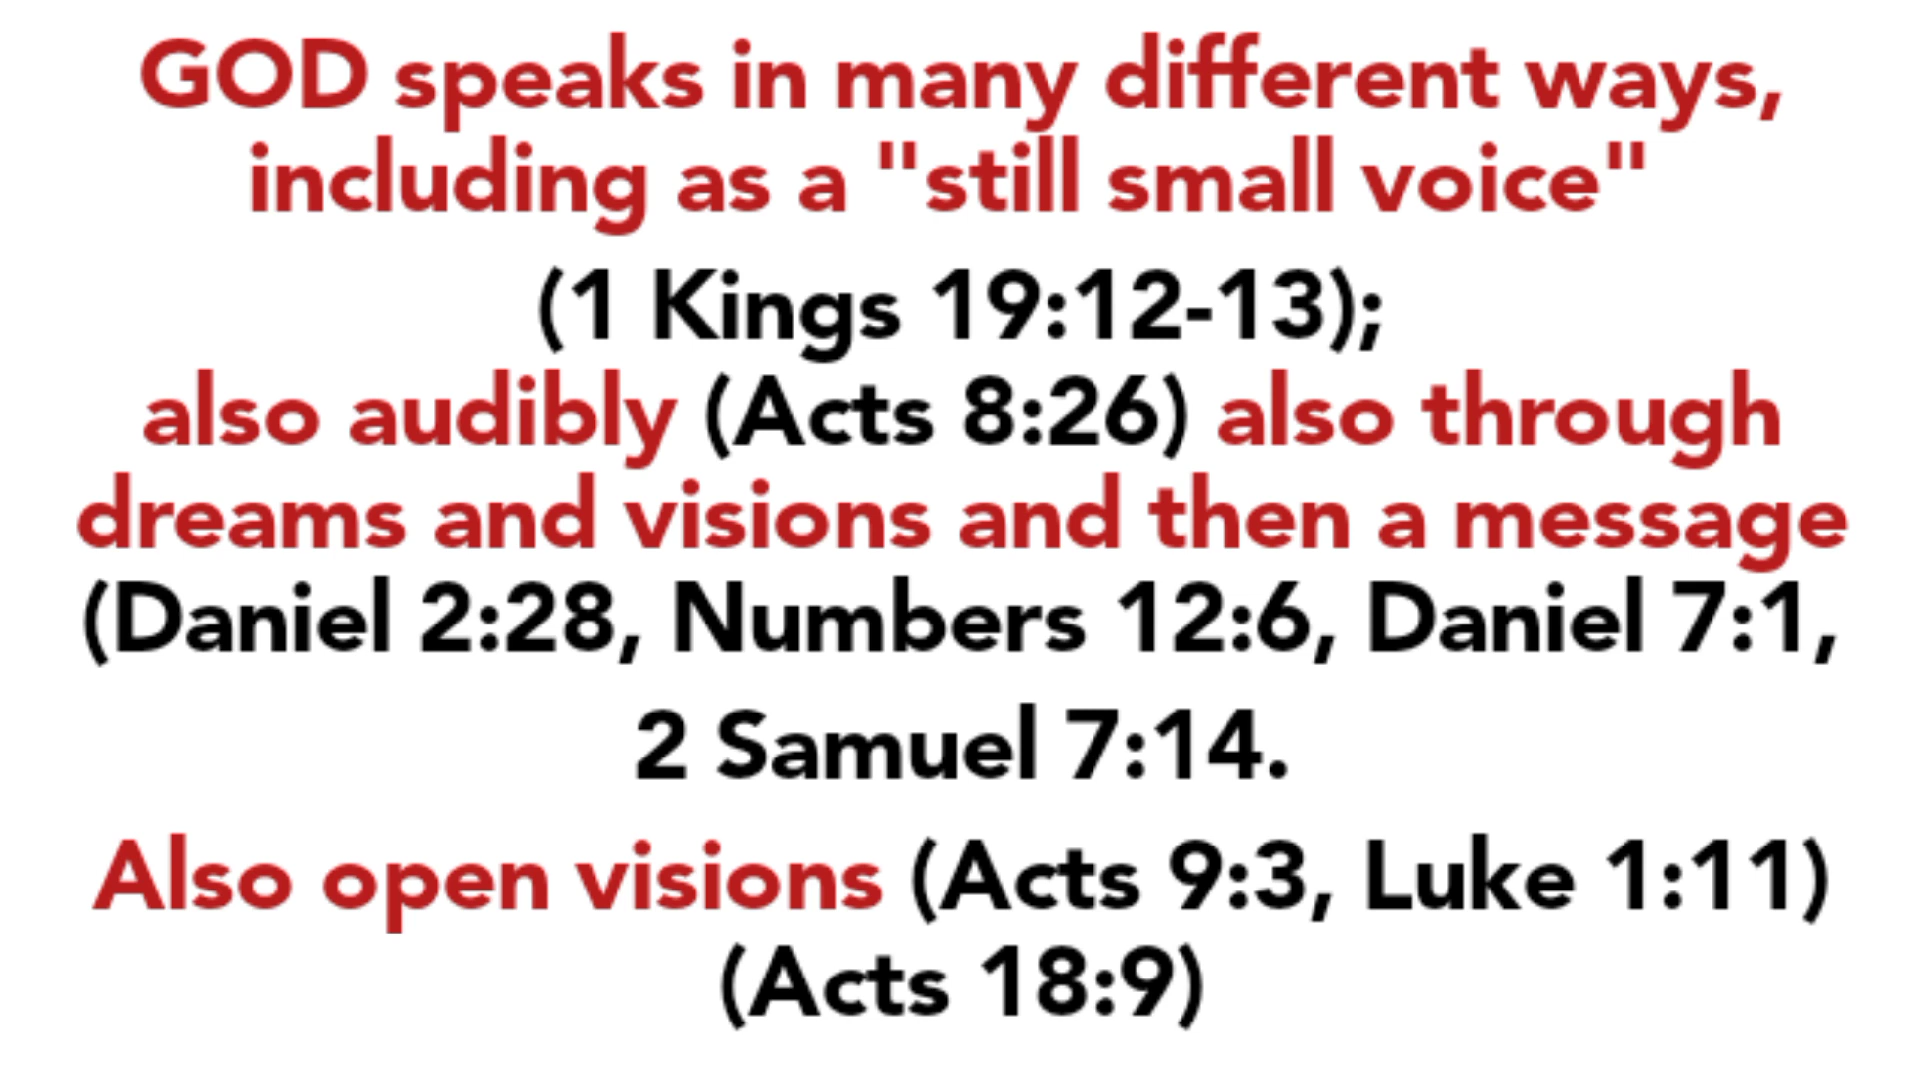 GOD speaks in many different ways,
including as a "still small voice"
(1 Kings 19:12-13);
also audibly (Acts 8:26) also through
dreams and visions and then a message
(Daniel 2:28, Numbers 12:6, Daniel 7:1,
2 Samuel 7:14.
Also open visions (Acts 9:3, Luke 1:11)
(Acts 18:9)